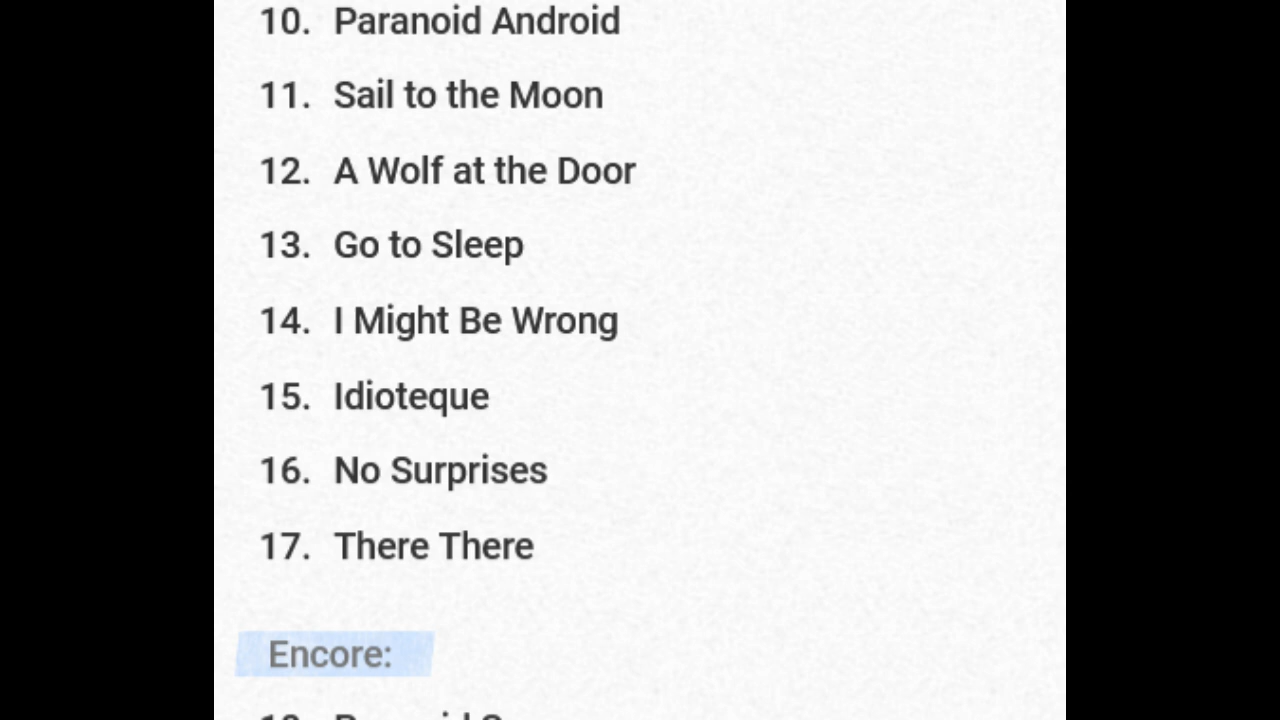 10. Paranoid Android
11. Sail to the Moon
12. A Wolf at the Door
13. Go to Sleep
14. I Might Be Wrong
15. Idioteque
16. No Surprises
17. There There
Encore: